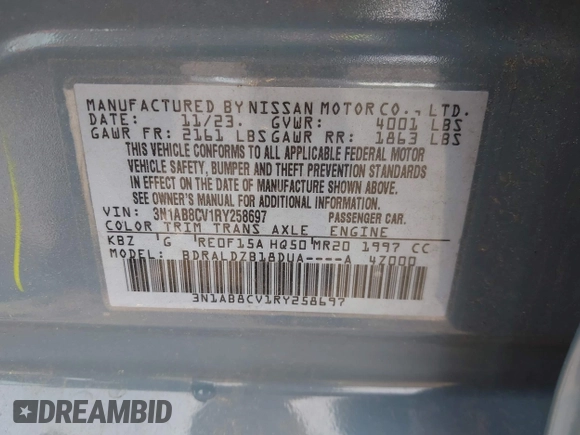 MANUFACTURED BY NISSAN MOTOR CO., LTD.
DATE: 11/23. GVWR: 4001 LBS
GAWR FR: 2161 LBS GAWR RR: 1863 LBS
THIS VEHICLE CONFORMS TO ALL APPLICABLE FEDERAL MOTOR
VEHICLE SAFETY, BUMPER AND THEFT PREVENTION STANDARDS
IN EFFECT ON THE DATE OF MANUFACTURE SHOWN ABOVE.
SEE OWNER'S MANUAL FOR ADDITIONAL INFORMATION.
VIN: 3N1AB8CV1RY258697 PASSENGER CAR.
COLOR TRIM TRANS AXLE ENGINE
KBZ G RE0F15A HQ50 MR20 1997 CC
MODEL: BDRALDZB18DUA----A 4Z000
3N1AB8CV1RY258697
DREAMBID